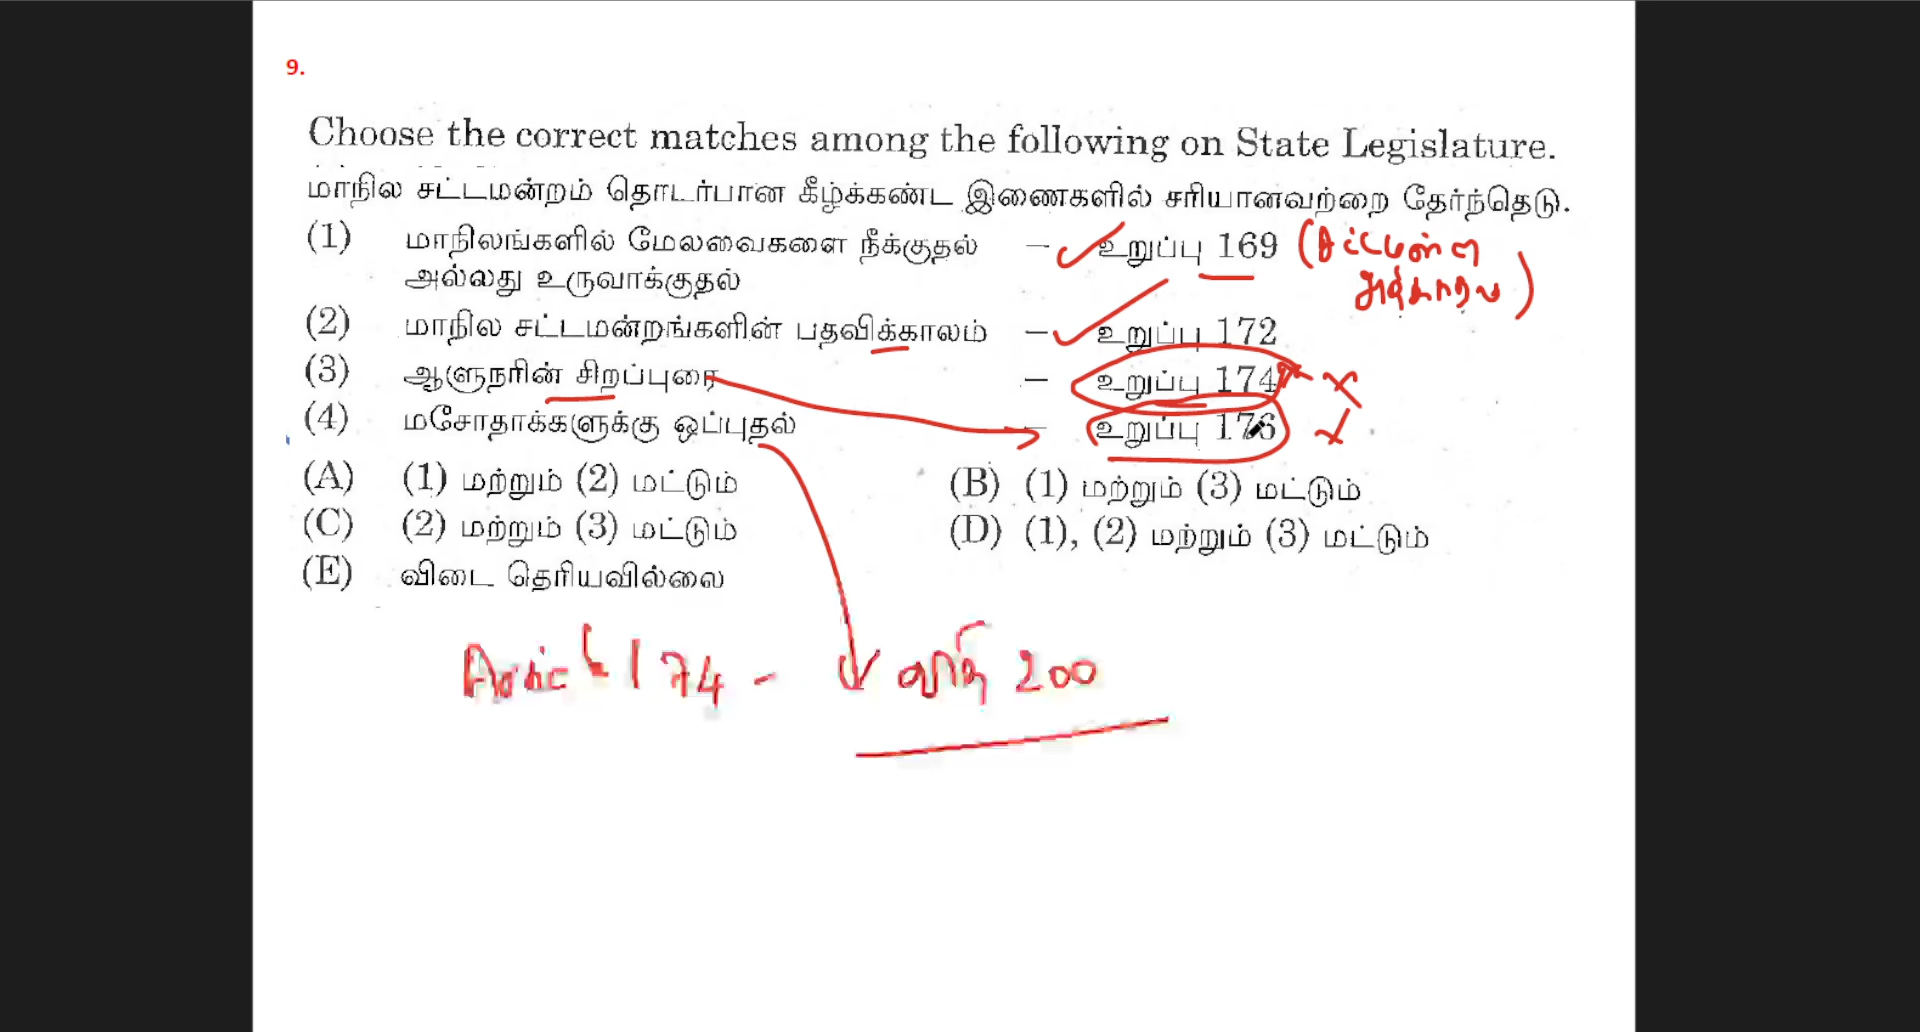 9.
Choose the correct matches among the following on State Legislature.
மாநில சட்டமன்றம் தொடர்பான கீழ்க்கண்ட இணைகளில் சரியானவற்றை தேர்ந்தெடு.
(1) மாநிலங்களில் மேலவைகளை நீக்குதல் – உறுப்பு 169 (சட்டமன்ற
அல்லது உருவாக்குதல்
(2) மாநில சட்டமன்றங்களின் பதவிக்காலம் – உறுப்பு 172
(3) ஆளுநரின் சிறப்புரை – உறுப்பு 174
(4) மசோதாக்களுக்கு ஒப்புதல் – உறுப்பு 176
(A) (1) மற்றும் (2) மட்டும் (B) (1) மற்றும் (3) மட்டும்
(C) (2) மற்றும் (3) மட்டும் (D) (1), (2) மற்றும் (3) மட்டும்
(E) விடை தெரியவில்லை
174 - விதி 200